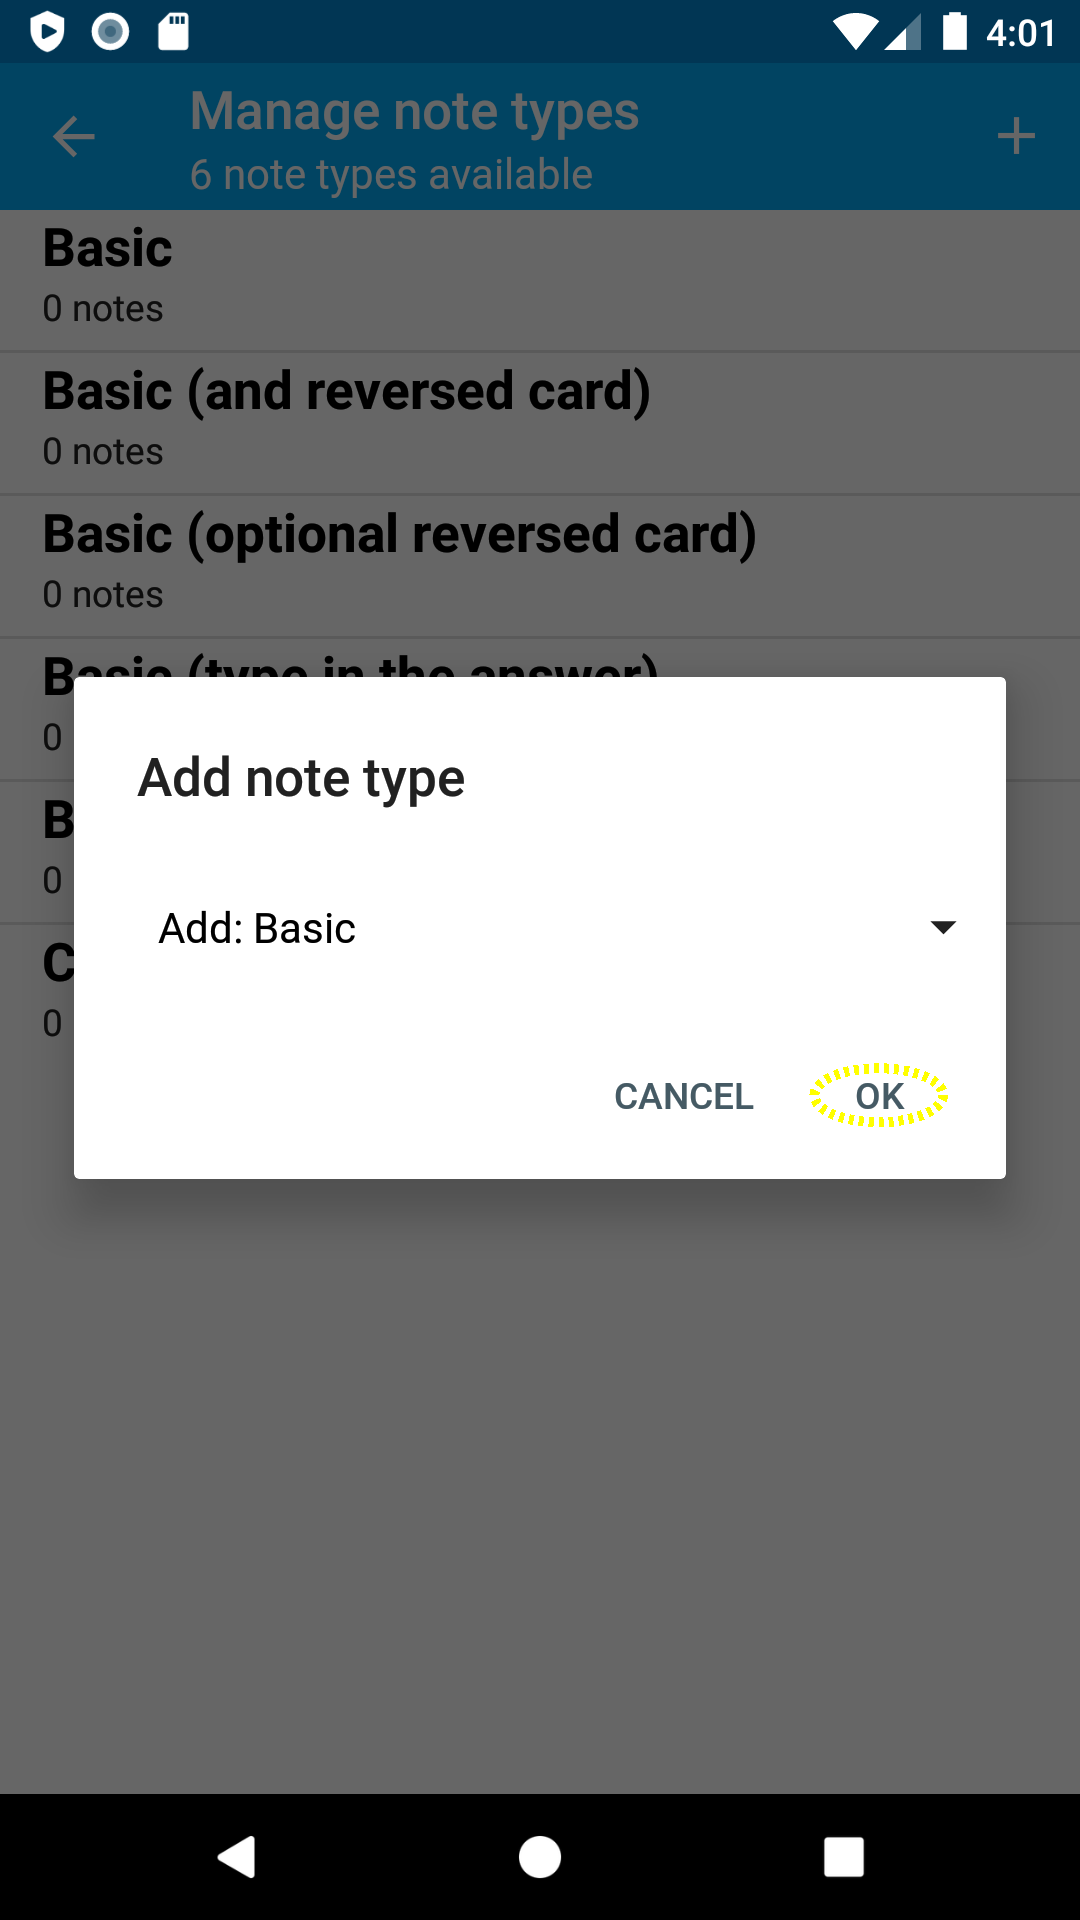 4:01
Manage note types
6 note types available
Basic
0 notes
Basic (and reversed card)
0 notes
Basic (optional reversed card)
0 notes
Basic (type in the answer)
0
B
0
C
0
Add note type
Add: Basic
CANCEL OK